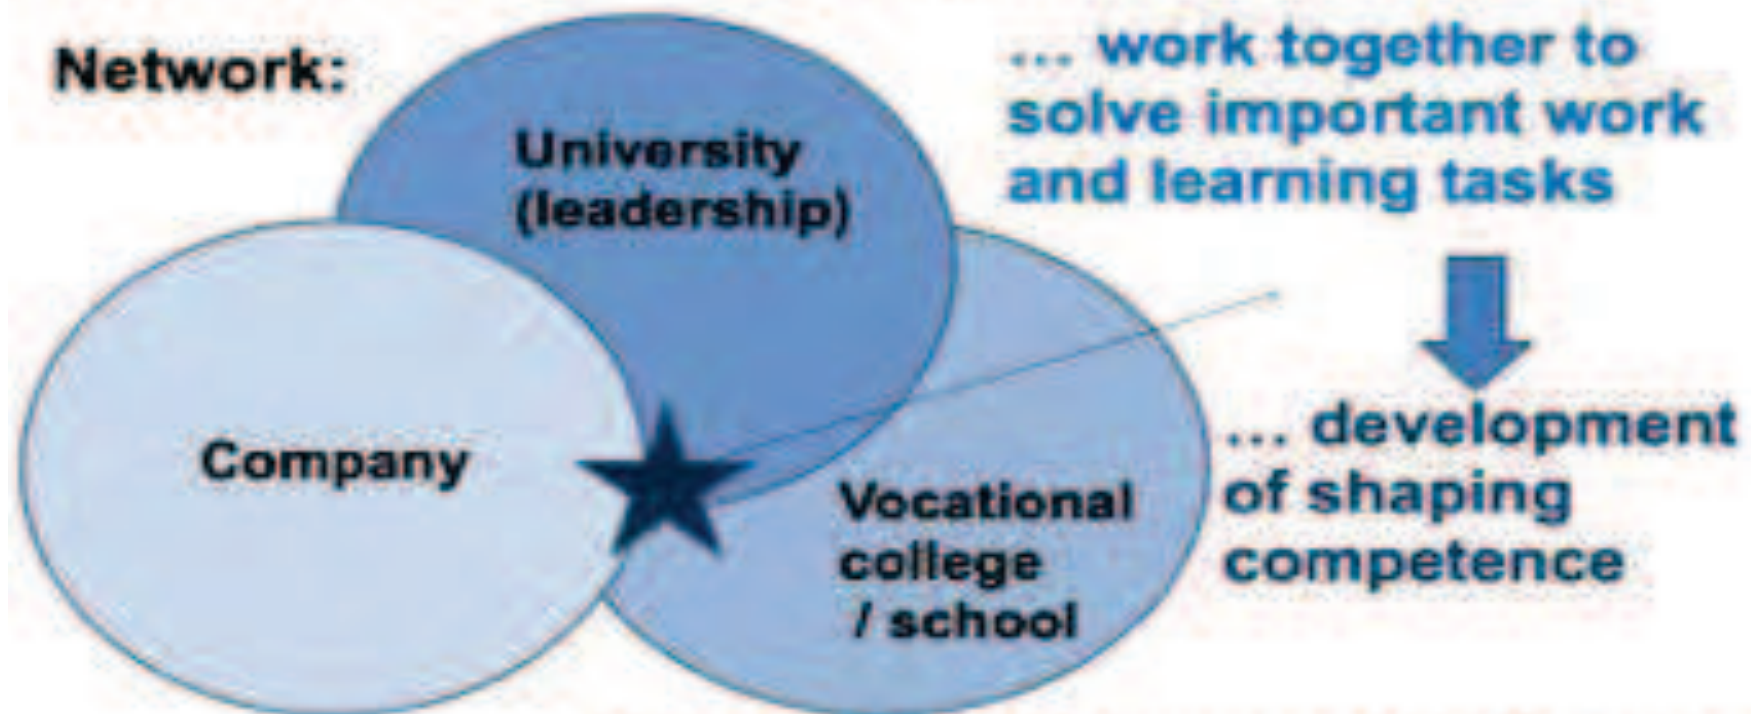 Network:
University
(leadership)
Company
Vocational
college
/ school
... work together to
solve important work
and learning tasks
... development
of shaping
competence